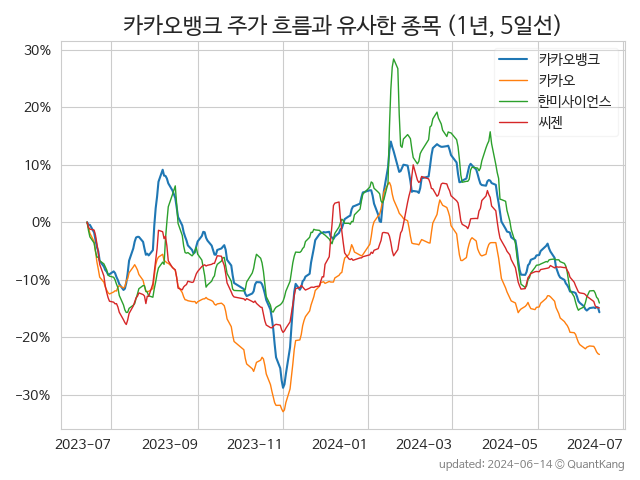 카카오뱅크 주가 흐름과 유사한 종목 (1년, 5일선)
30%
20%
10%
0%
−10%
−20%
−30%
카카오뱅크
카카오
한미사이언스
씨젠
2023-07
2023-09
2023-11
2024-01
2024-03
2024-05
2024-07
updated: 2024-06-14 © QuantKang